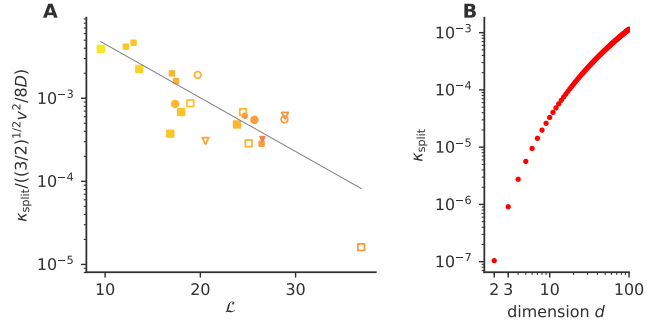 A
κ_split/((3/2)^1/2 v^2/8D)
10^−3
10^−4
10^−5
10 20 30
ℒ
B
κ_split
10^−3
10^−4
10^−5
10^−6
10^−7
2 3 10 100
dimension d